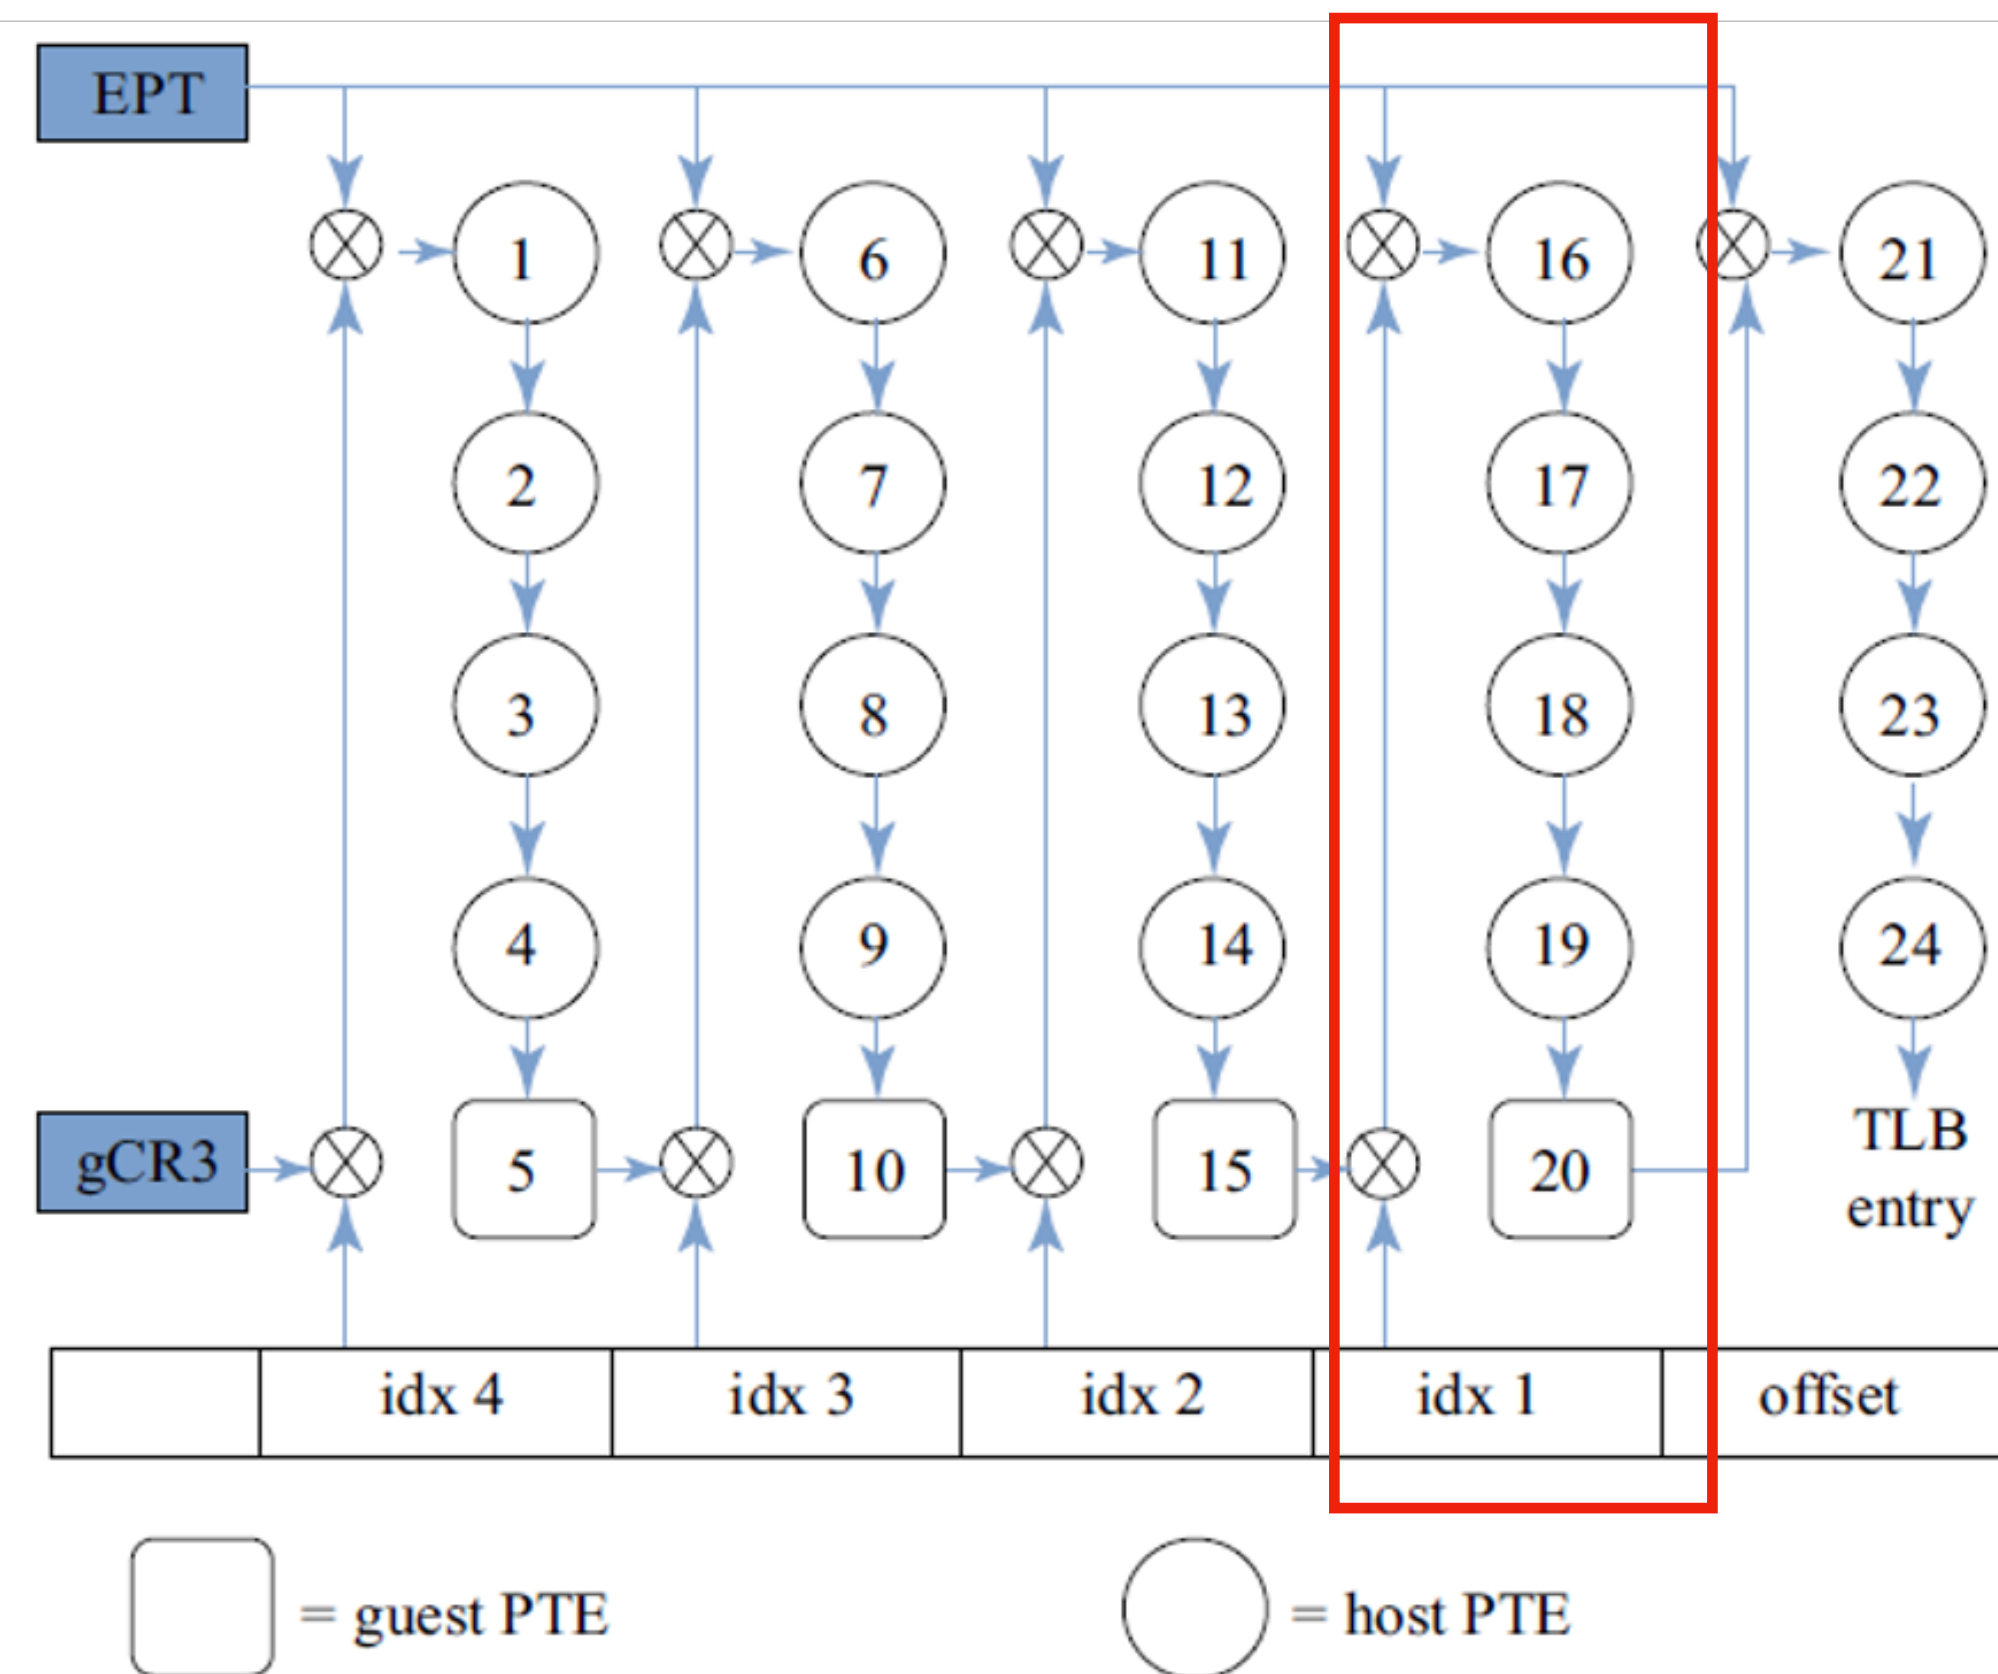 EPT
1 6 11 16 21
2 7 12 17 22
3 8 13 18 23
4 9 14 19 24
gCR3 5 10 15 20 TLB
entry
idx 4 idx 3 idx 2 idx 1 offset
= guest PTE = host PTE